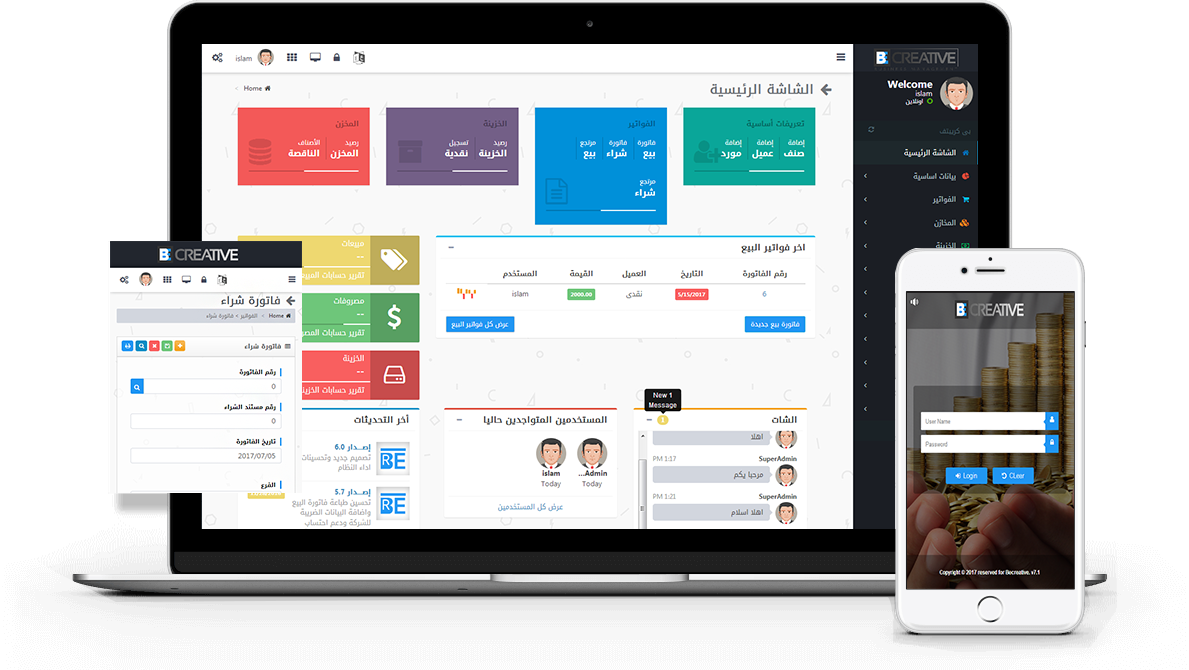 islam
Home
الشاشة الرئيسية
B CREATIVE
Welcome
islam
اونلاين
بى كريتف
الشاشة الرئيسية
بيانات اساسية
الفواتير
المخازن
الخزينة
تعريفات أساسية
إضافة صنف
إضافة عميل
إضافة مورد
الفواتير
فاتورة بيع
فاتورة شراء
مرتجع بيع
مرتجع شراء
الخزينة
رصيد الخزينة
تسجيل نقدية
المخزن
رصيد المخزن
الأصناف الناقصة
مبيعات
--
تقرير حسابات
مصروفات
--
تقرير حسابات
الخزينة
--
تقرير حسابات الخزينة
اخر فواتير البيع
رقم الفاتورة التاريخ العميل القيمة المستخدم
6 5/15/2017 نقدى 2000.00 islam
فاتورة بيع جديدة
عرض كل فواتير البيع
أخر التحديثات
إصــدار 6.0
تصميم جديد وتحسينات
اداء النظام
إصــدار 5.7
تحسين طباعة فاتورة البيع
واضافة البيانات الضريبية
للشركة ودعم احتساب
المستخدمين المتواجدين حاليا
islam
Today
Admin...
Today
عرض كل المستخدمين
New 1
Message
الشات
1
اهلا
SuperAdmin
PM 1:17
مرحبا يكم
SuperAdmin
PM 1:21
اهلا اسلام
B CREATIVE
فاتورة شراء
Home > الفواتير > فاتورة شراء
فاتورة شراء
رقم الفاتورة
0
رقم مستند الشراء
0
تاريخ الفاتورة
2017/07/05
الفرع
B CREATIVE
User Name
Password
Login
CLear
Copyright © 2017 reserved for Becreative. v7.1